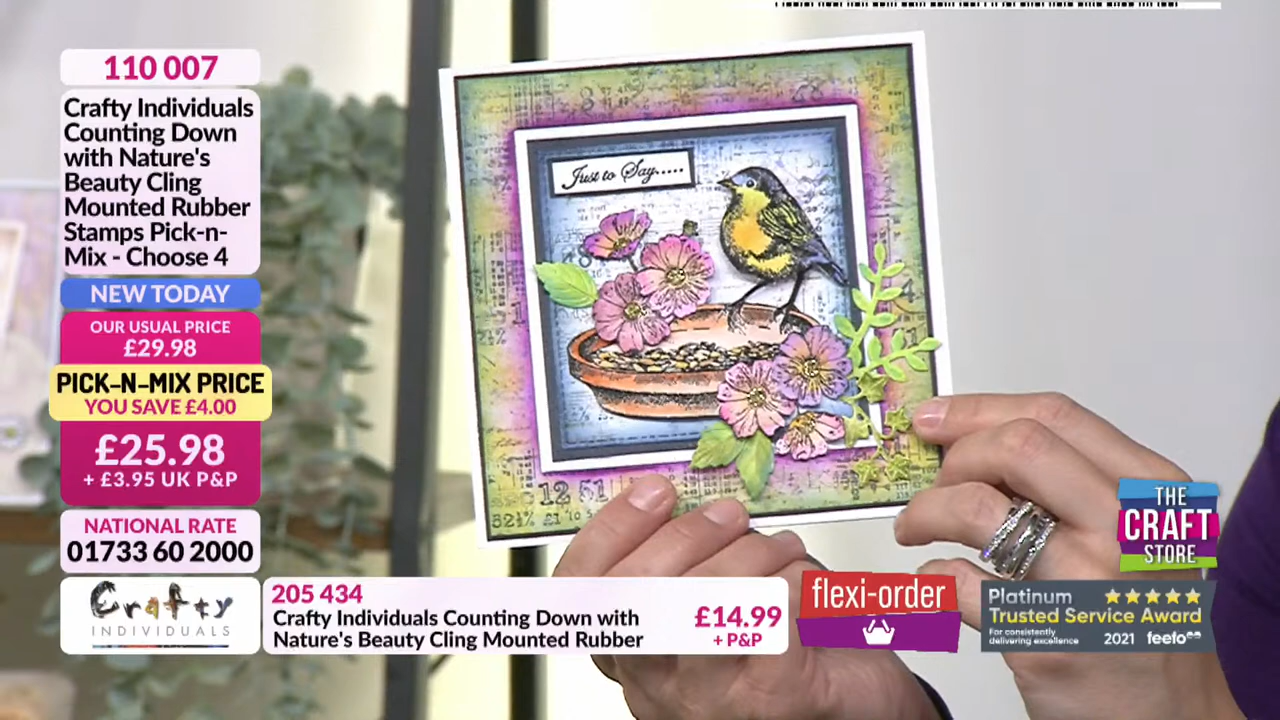 110 007
Crafty Individuals
Counting Down
with Nature's
Beauty Cling
Mounted Rubber
Stamps Pick-n-
Mix - Choose 4
NEW TODAY
OUR USUAL PRICE
£29.98
PICK-N-MIX PRICE
YOU SAVE £4.00
£25.98
+ £3.95 UK P&P
NATIONAL RATE
01733 60 2000
Crafty
INDIVIDUALS
205 434
Crafty Individuals Counting Down with
Nature's Beauty Cling Mounted Rubber
£14.99
+ P&P
flexi-order
THE
CRAFT
STORE
Platinum
Trusted Service Award
For consistently
delivering excellence
2021 feefo
Just to Say.....
12 51